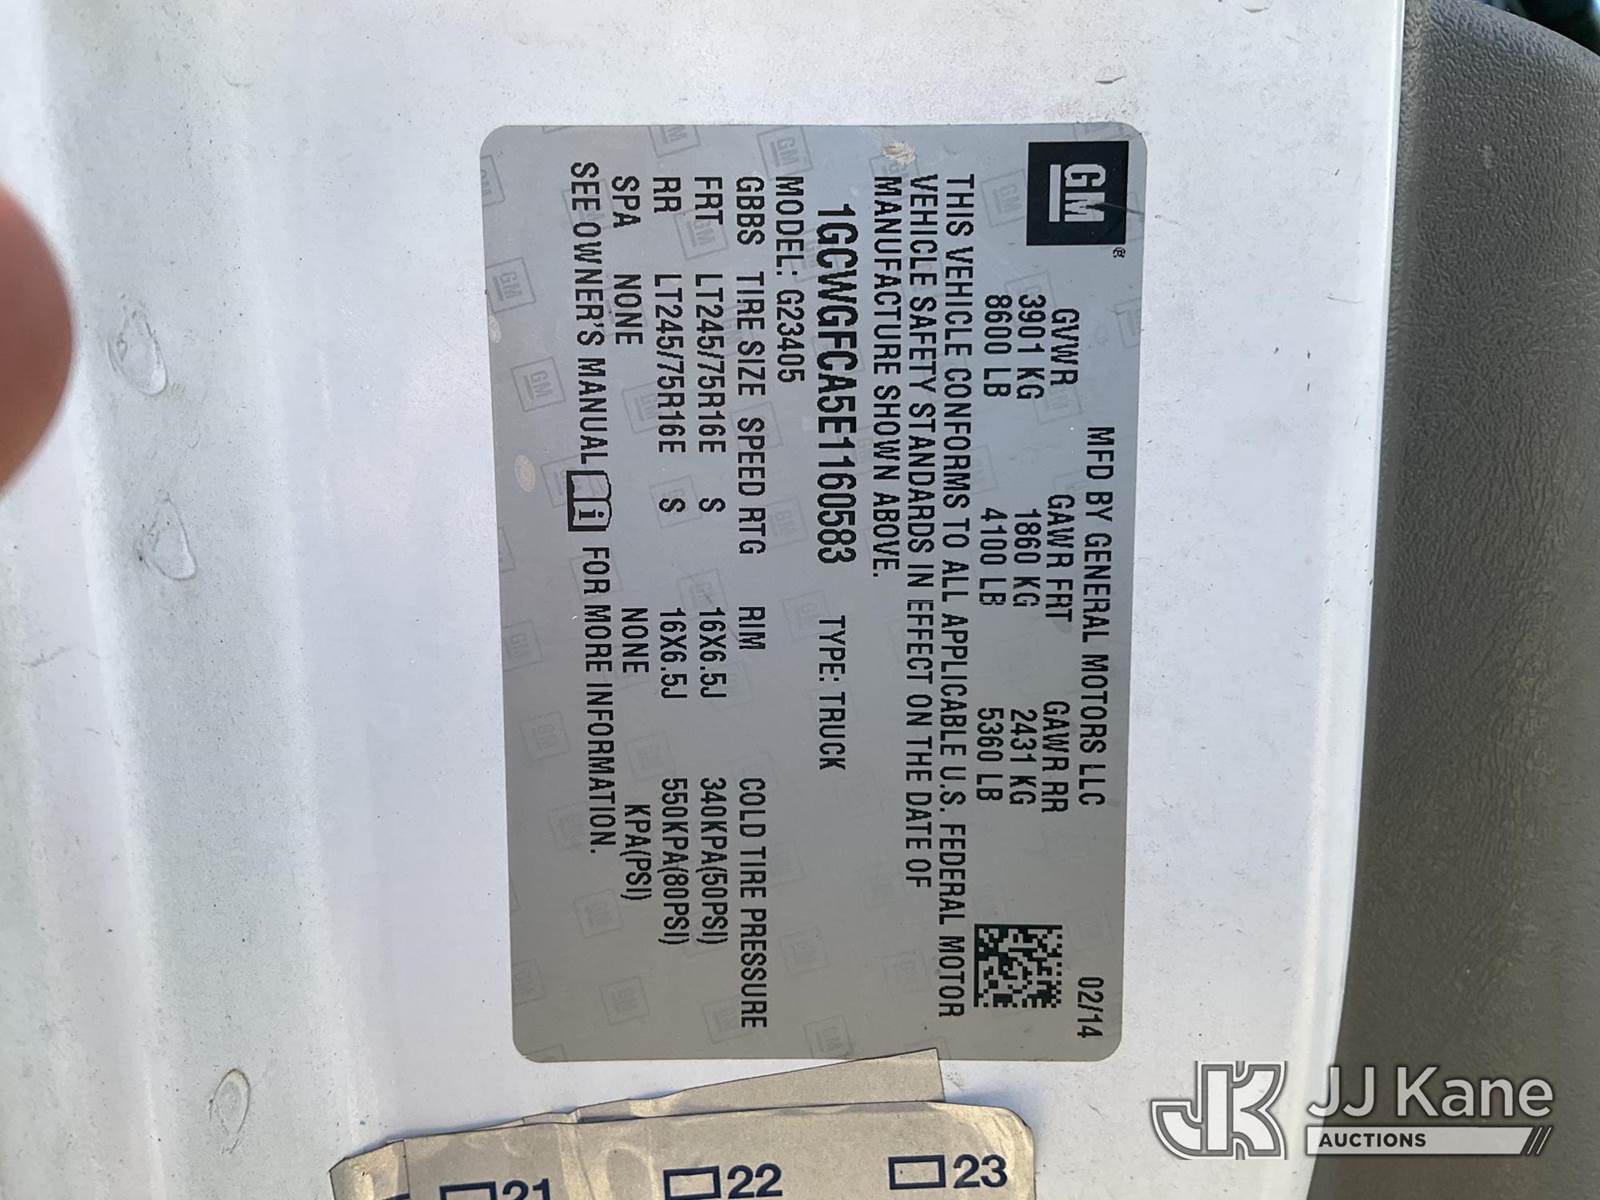 GM ®
MFD BY GENERAL MOTORS LLC 02/14
GVWR GAWR FRT GAWR RR
3901 KG 1860 KG 2431 KG
8600 LB 4100 LB 5360 LB
THIS VEHICLE CONFORMS TO ALL APPLICABLE U.S. FEDERAL MOTOR
VEHICLE SAFETY STANDARDS IN EFFECT ON THE DATE OF
MANUFACTURE SHOWN ABOVE.
1GCWGFCA5E1160583 TYPE: TRUCK
MODEL: G23405
GBBS TIRE SIZE SPEED RTG RIM COLD TIRE PRESSURE
FRT LT245/75R16E S 16X6.5J 340KPA(50PSI)
RR LT245/75R16E S 16X6.5J 550KPA(80PSI)
SPA NONE NONE KPA(PSI)
SEE OWNER'S MANUAL i FOR MORE INFORMATION.
21 22 23
JJ Kane
AUCTIONS